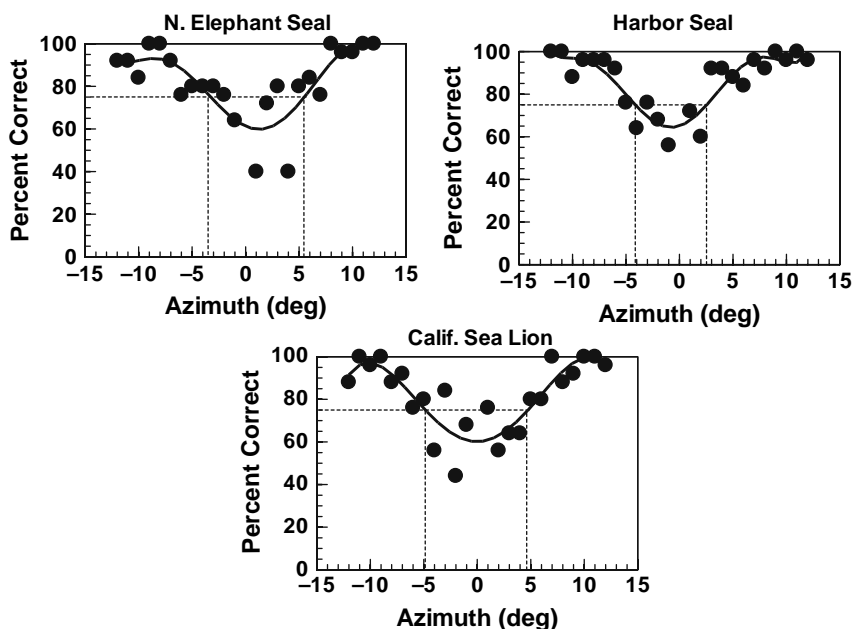 N. Elephant Seal
100
80
60
40
20
0
Percent Correct
–15 –10 –5 0 5 10 15
Azimuth (deg)
Harbor Seal
100
80
60
40
20
0
Percent Correct
–15 –10 –5 0 5 10 15
Azimuth (deg)
Calif. Sea Lion
100
80
60
40
20
0
Percent Correct
–15 –10 –5 0 5 10 15
Azimuth (deg)